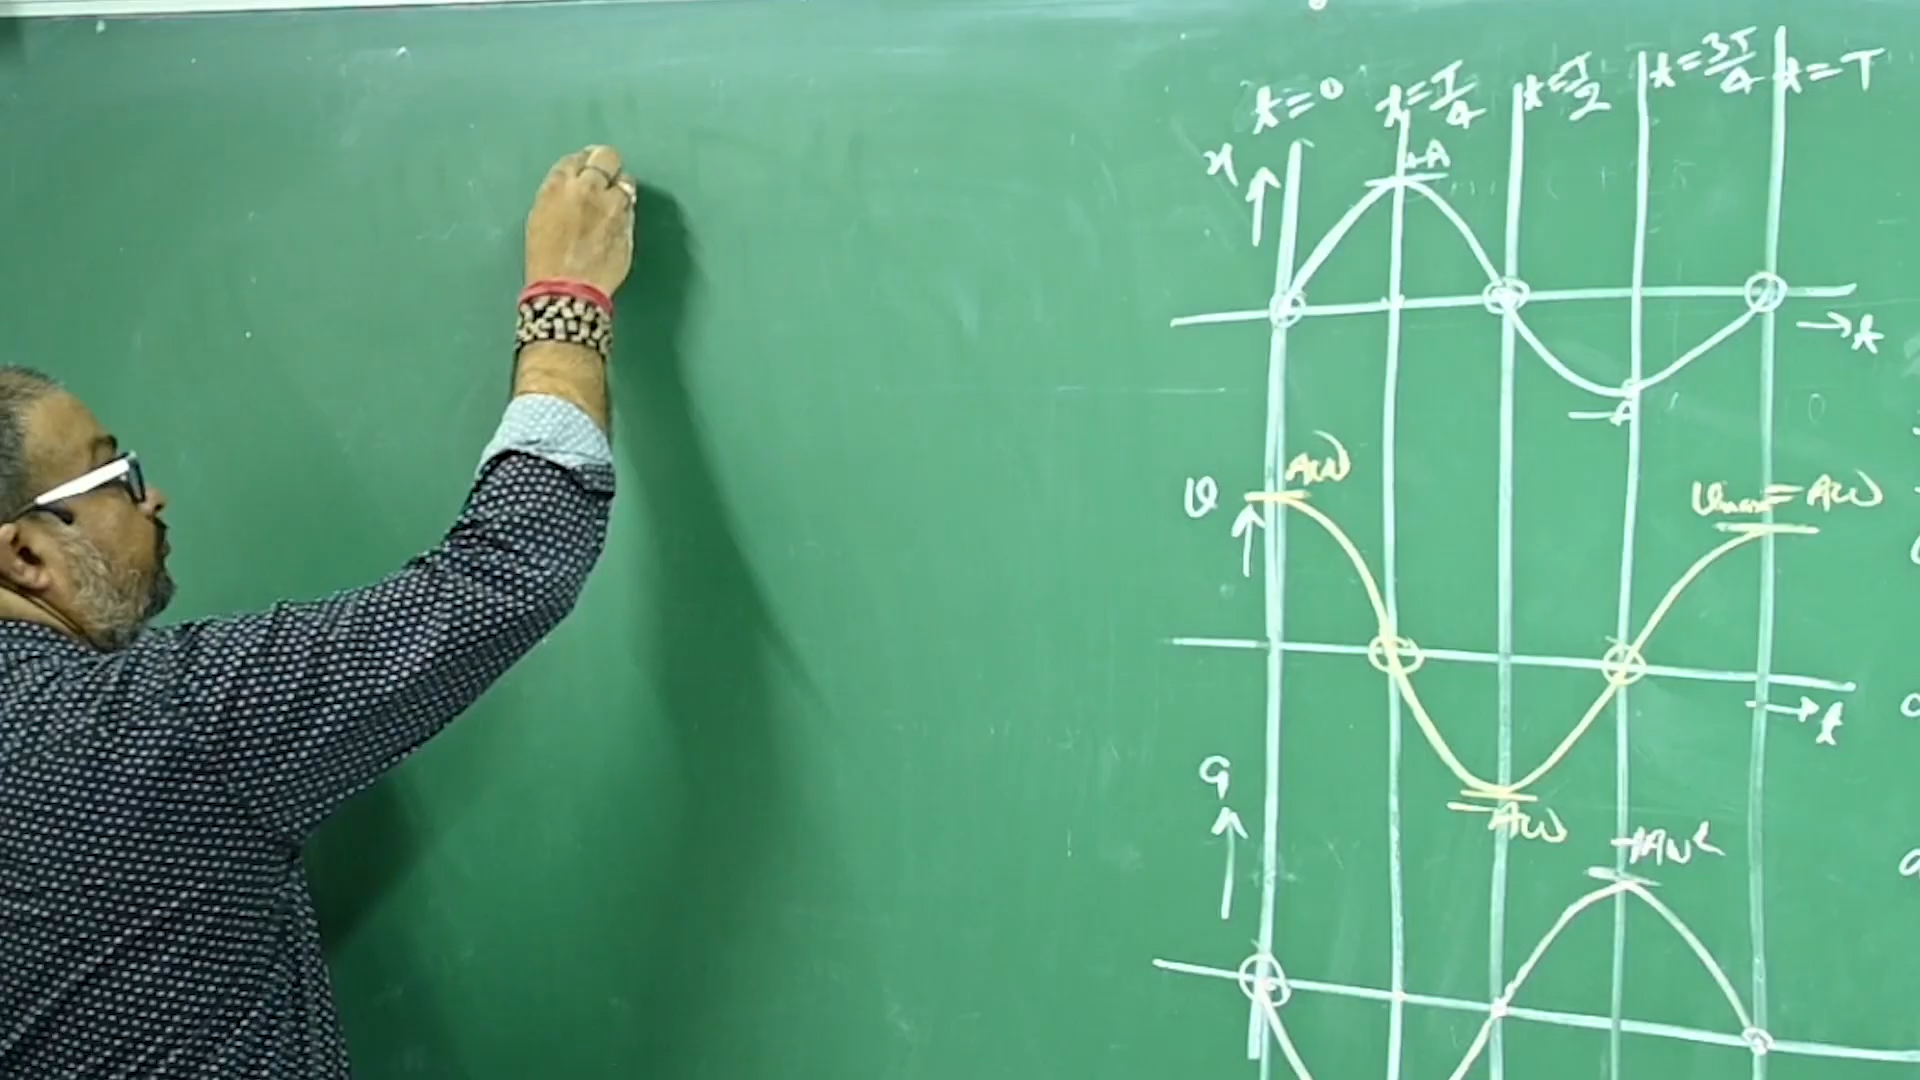 t=0 t=T/4 t=T/2 t=3T/4 t=T
x +A
→t
-A
v Aω vmax=Aω
→t
a -Aω
+Aω²